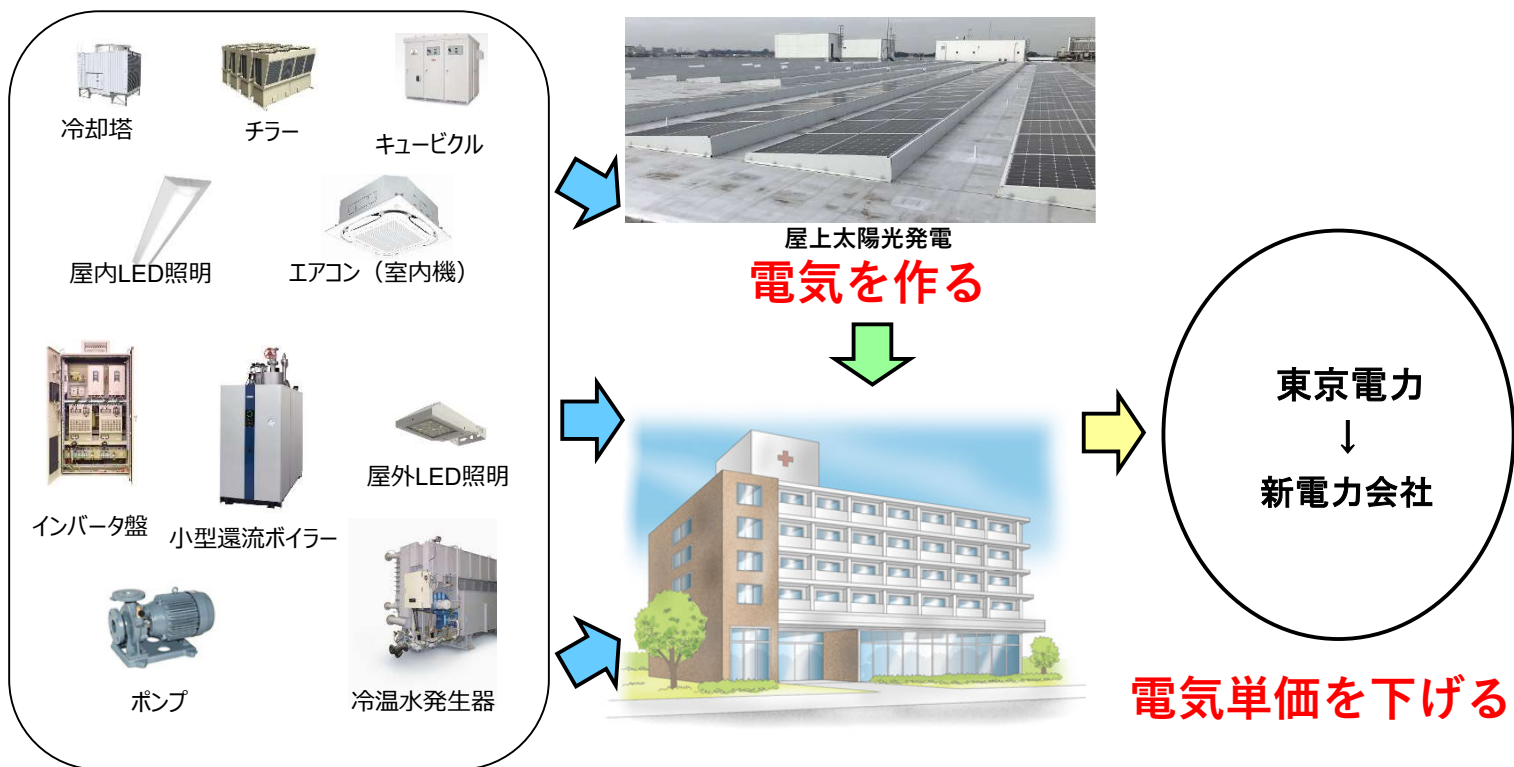 冷却塔
チラー
キュービクル
屋内LED照明
エアコン（室内機）
インバータ盤
小型還流ボイラー
屋外LED照明
ポンプ
冷温水発生器
屋上太陽光発電
電気を作る
東京電力
↓
新電力会社
電気単価を下げる